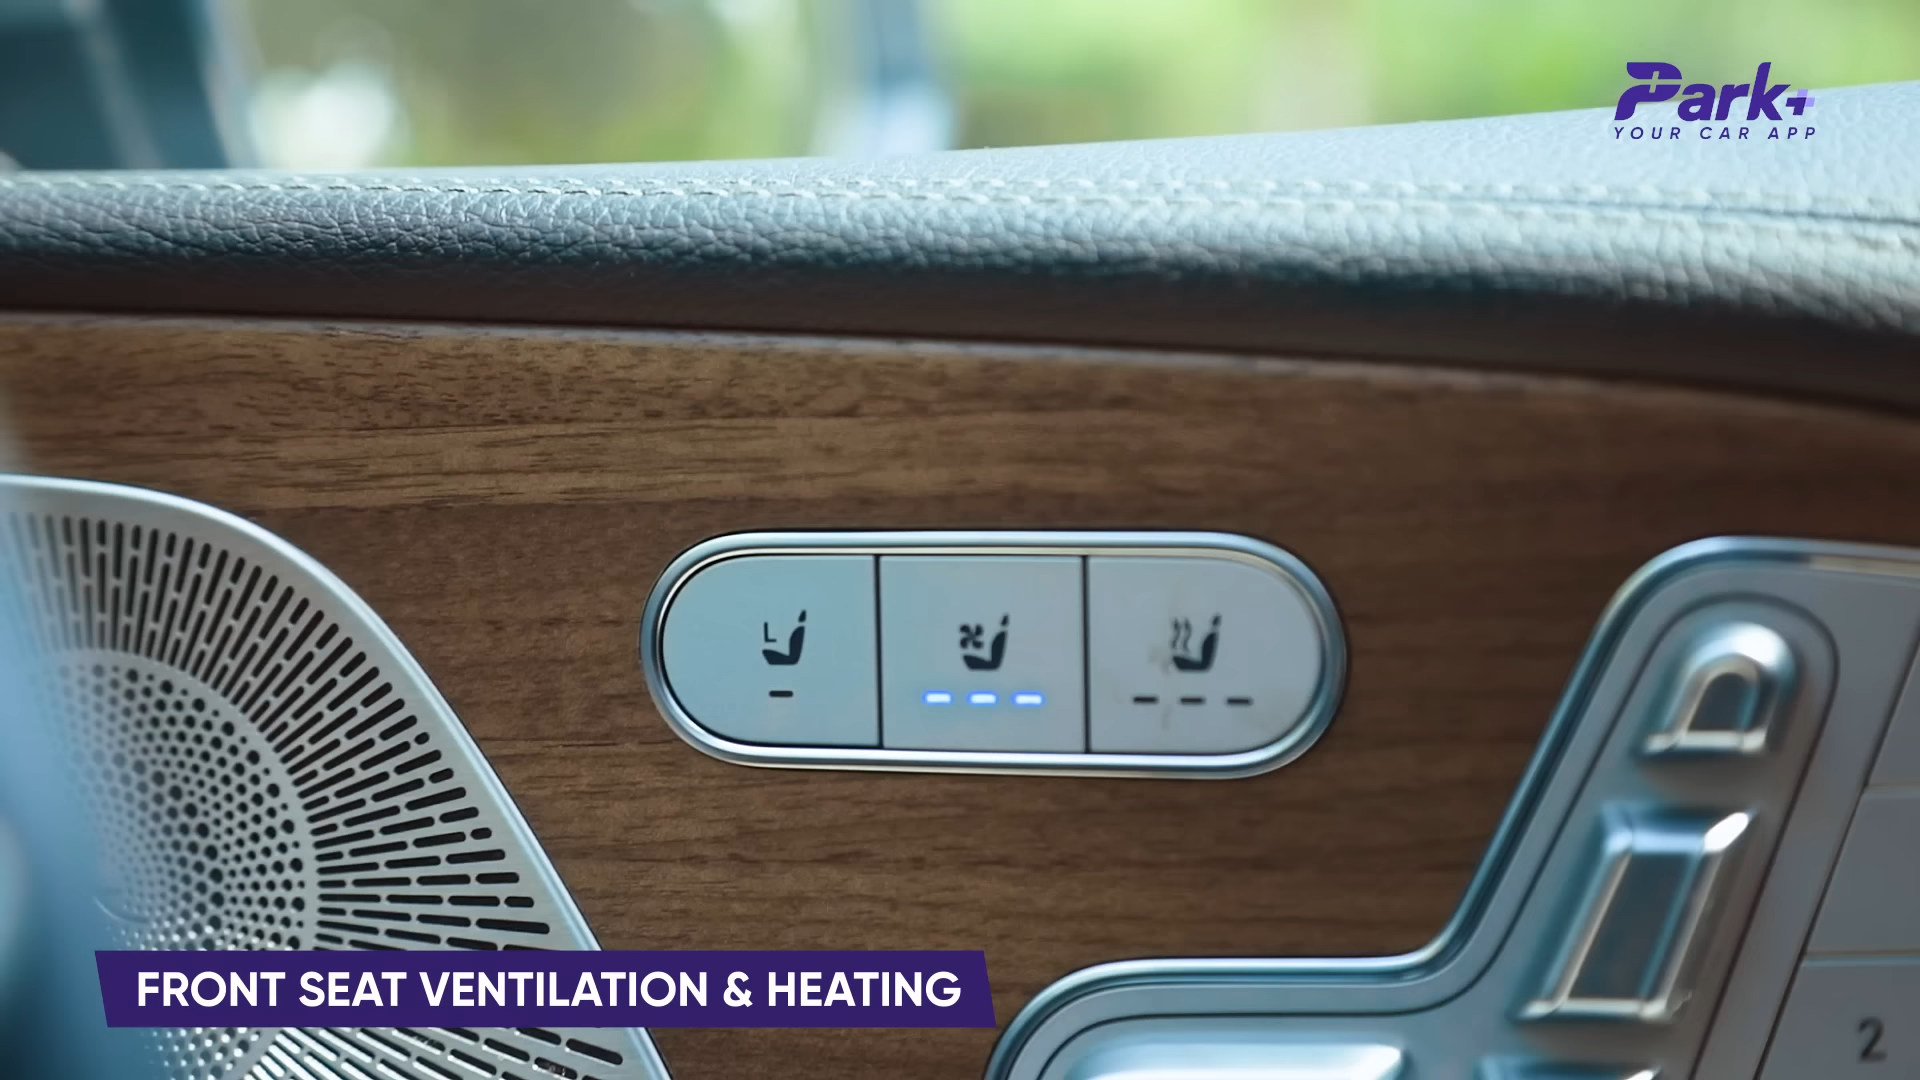 Park+
YOUR CAR APP
L
2
FRONT SEAT VENTILATION & HEATING